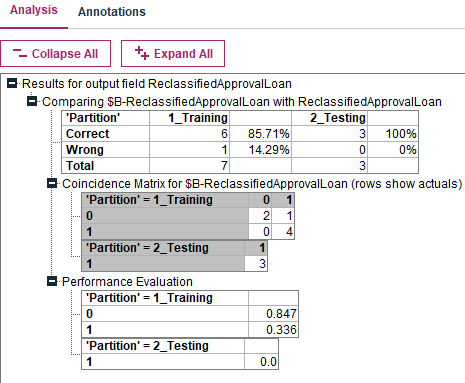 Analysis Annotations
Collapse All Expand All
Results for output field ReclassifiedApprovalLoan
Comparing $B-ReclassifiedApprovalLoan with ReclassifiedApprovalLoan
'Partition' 1_Training 2_Testing
Correct 6 85.71% 3 100%
Wrong 1 14.29% 0 0%
Total 7 3
Coincidence Matrix for $B-ReclassifiedApprovalLoan (rows show actuals)
'Partition' = 1_Training 0 1
0 2 1
1 0 4
'Partition' = 2_Testing 1
1 3
Performance Evaluation
'Partition' = 1_Training
0 0.847
1 0.336
'Partition' = 2_Testing
1 0.0